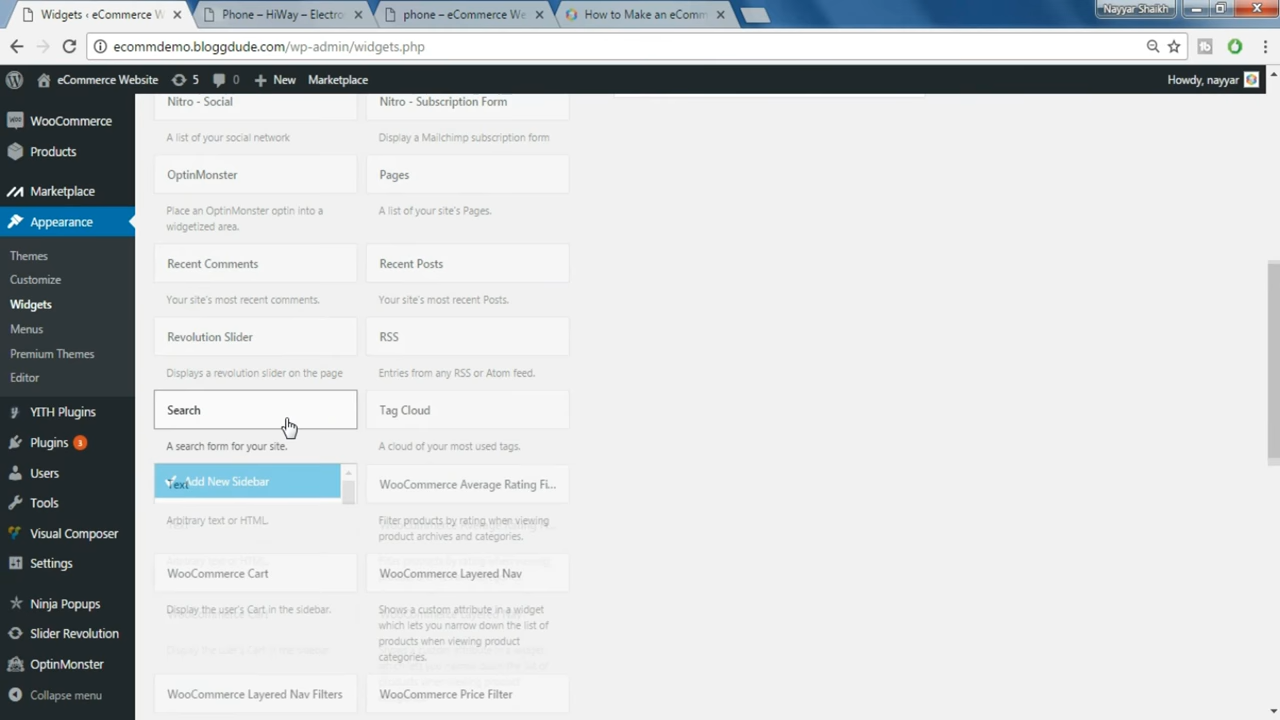 Widgets ‹ eCommerce W
Phone – HiWay – Electro
phone – eCommerce We
How to Make an eComm
Nayyar Shaikh
ecommdemo.bloggdude.com/wp-admin/widgets.php
eCommerce Website
5
0
New
Marketplace
Howdy, nayyar
WooCommerce
Products
Marketplace
Appearance
Themes
Customize
Widgets
Menus
Premium Themes
Editor
YITH Plugins
Plugins 3
Users
Tools
Visual Composer
Settings
Ninja Popups
Slider Revolution
OptinMonster
Collapse menu
Nitro - Social
A list of your social network
Nitro - Subscription Form
Display a Mailchimp subscription form
OptinMonster
Place an OptinMonster optin into a
widgetized area.
Pages
A list of your site's Pages.
Recent Comments
Your site's most recent comments.
Recent Posts
Your site's most recent Posts.
Revolution Slider
Displays a revolution slider on the page
RSS
Entries from any RSS or Atom feed.
Search
A search form for your site.
Tag Cloud
A cloud of your most used tags.
Text
Add New Sidebar
Arbitrary text or HTML.
WooCommerce Average Rating Fi...
Filter products by rating when viewing
product archives and categories.
WooCommerce Cart
Display the user's Cart in the sidebar.
WooCommerce Layered Nav
Shows a custom attribute in a widget
which lets you narrow down the list of
products when viewing product
categories.
WooCommerce Layered Nav Filters
WooCommerce Price Filter